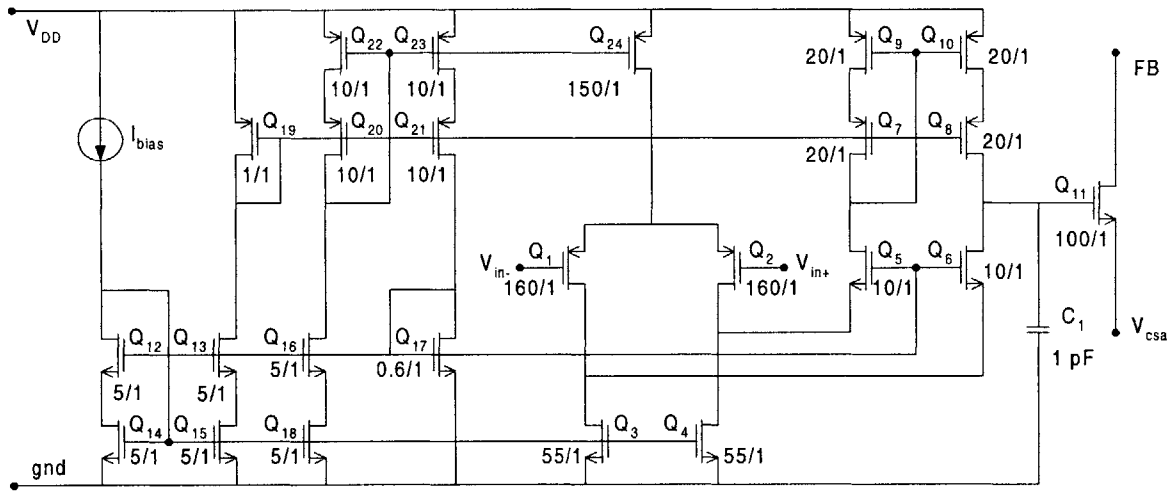 V_DD
Q_22
Q_23
Q_24
Q_9
Q_10
20/1
20/1
10/1
10/1
150/1
FB
I_bias
Q_19
Q_20
Q_21
Q_7
Q_8
1/1
10/1
10/1
20/1
20/1
Q_11
100/1
V_in-
Q_1
Q_2
V_in+
Q_5
Q_6
160/1
160/1
10/1
10/1
C_1
V_csa
1 pF
Q_12
Q_13
Q_16
Q_17
5/1
5/1
5/1
0.6/1
Q_14
Q_15
Q_18
Q_3
Q_4
gnd
5/1
5/1
5/1
55/1
55/1